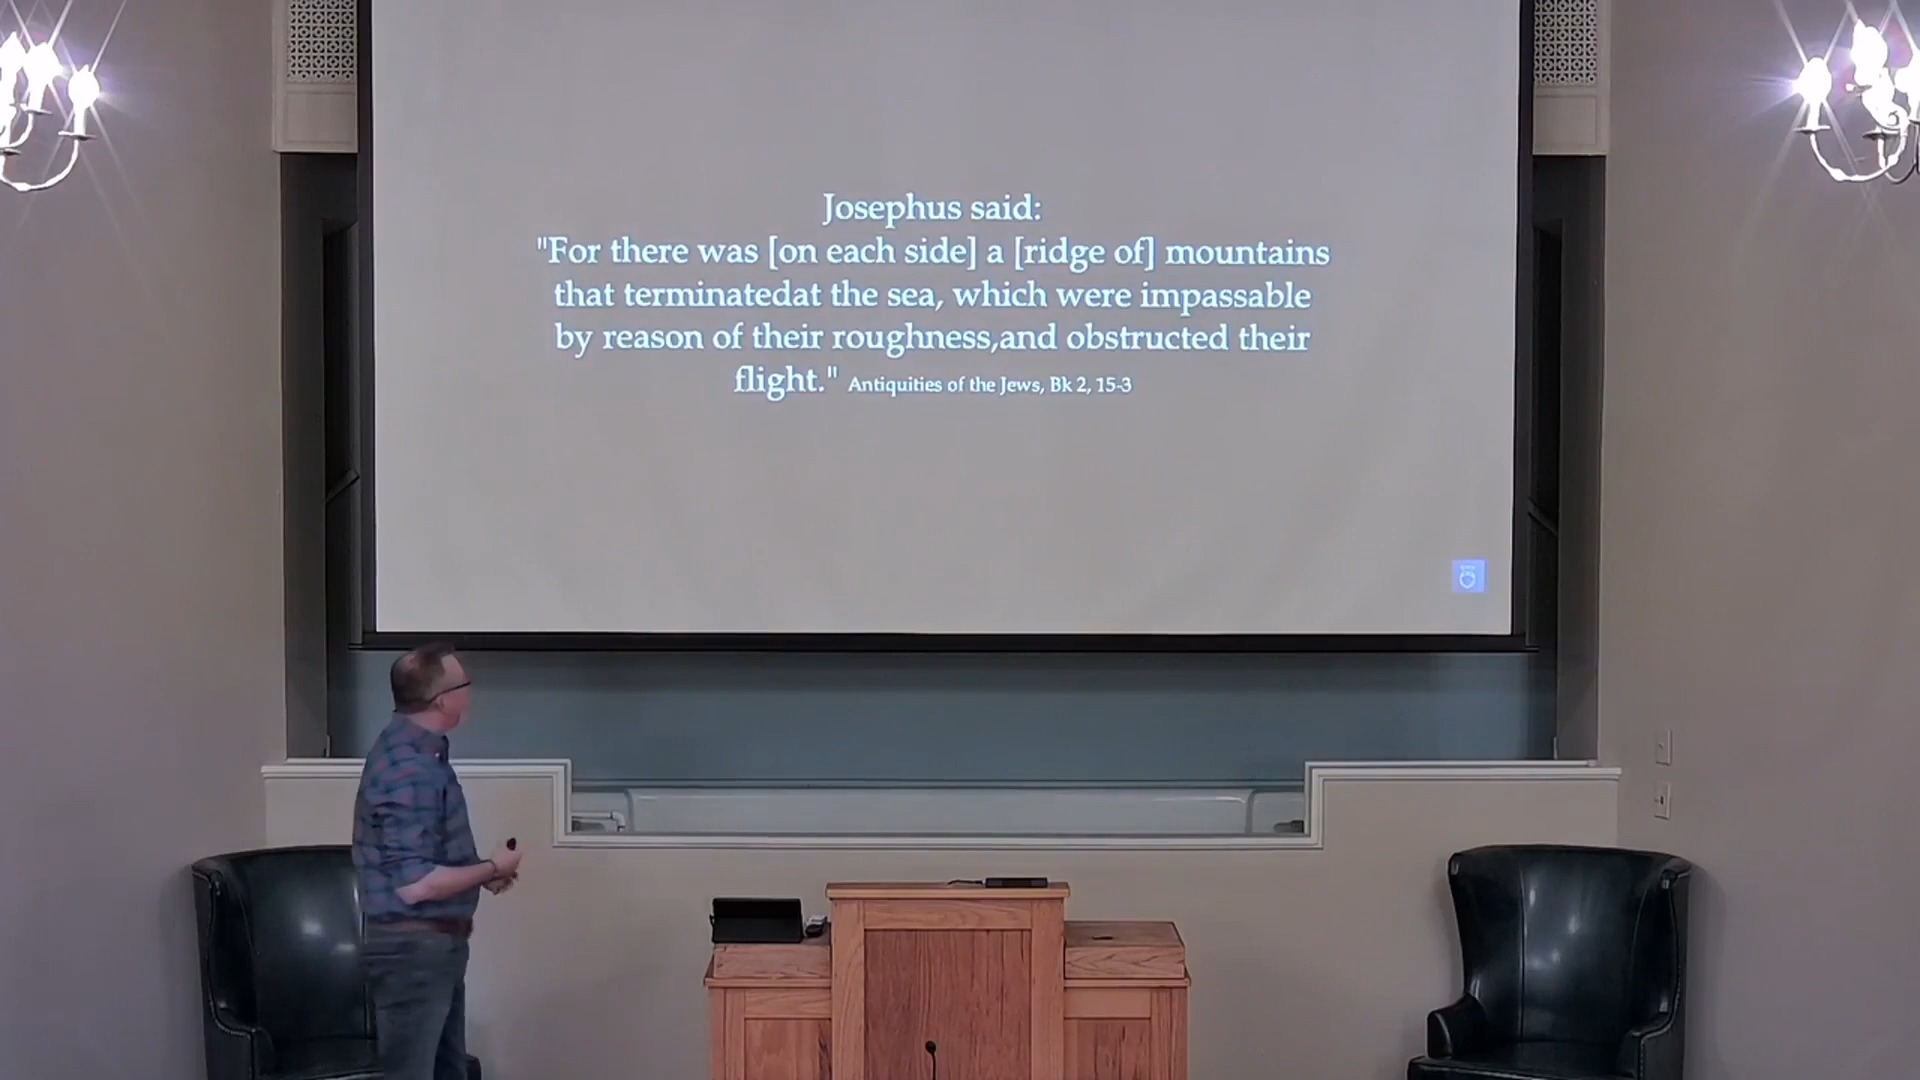 Josephus said:
"For there was [on each side] a [ridge of] mountains
that terminatedat the sea, which were impassable
by reason of their roughness,and obstructed their
flight." Antiquities of the Jews, Bk 2, 15-3